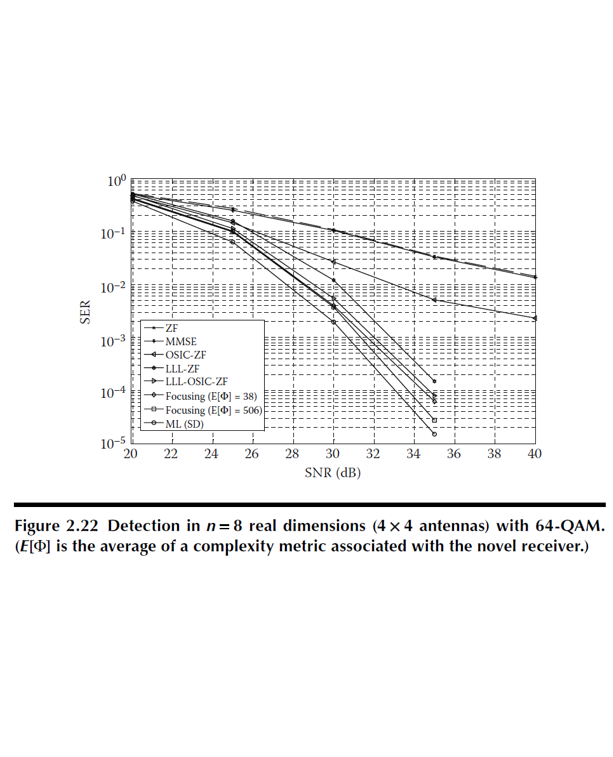 10⁰
10⁻¹
10⁻²
10⁻³
10⁻⁴
10⁻⁵
SER
ZF
MMSE
OSIC-ZF
LLL-ZF
LLL-OSIC-ZF
Focusing (E[Φ] = 38)
Focusing (E[Φ] = 506)
ML (SD)
20 22 24 26 28 30 32 34 36 38 40
SNR (dB)
Figure 2.22 Detection in n = 8 real dimensions (4 × 4 antennas) with 64-QAM.
(E[Φ] is the average of a complexity metric associated with the novel receiver.)